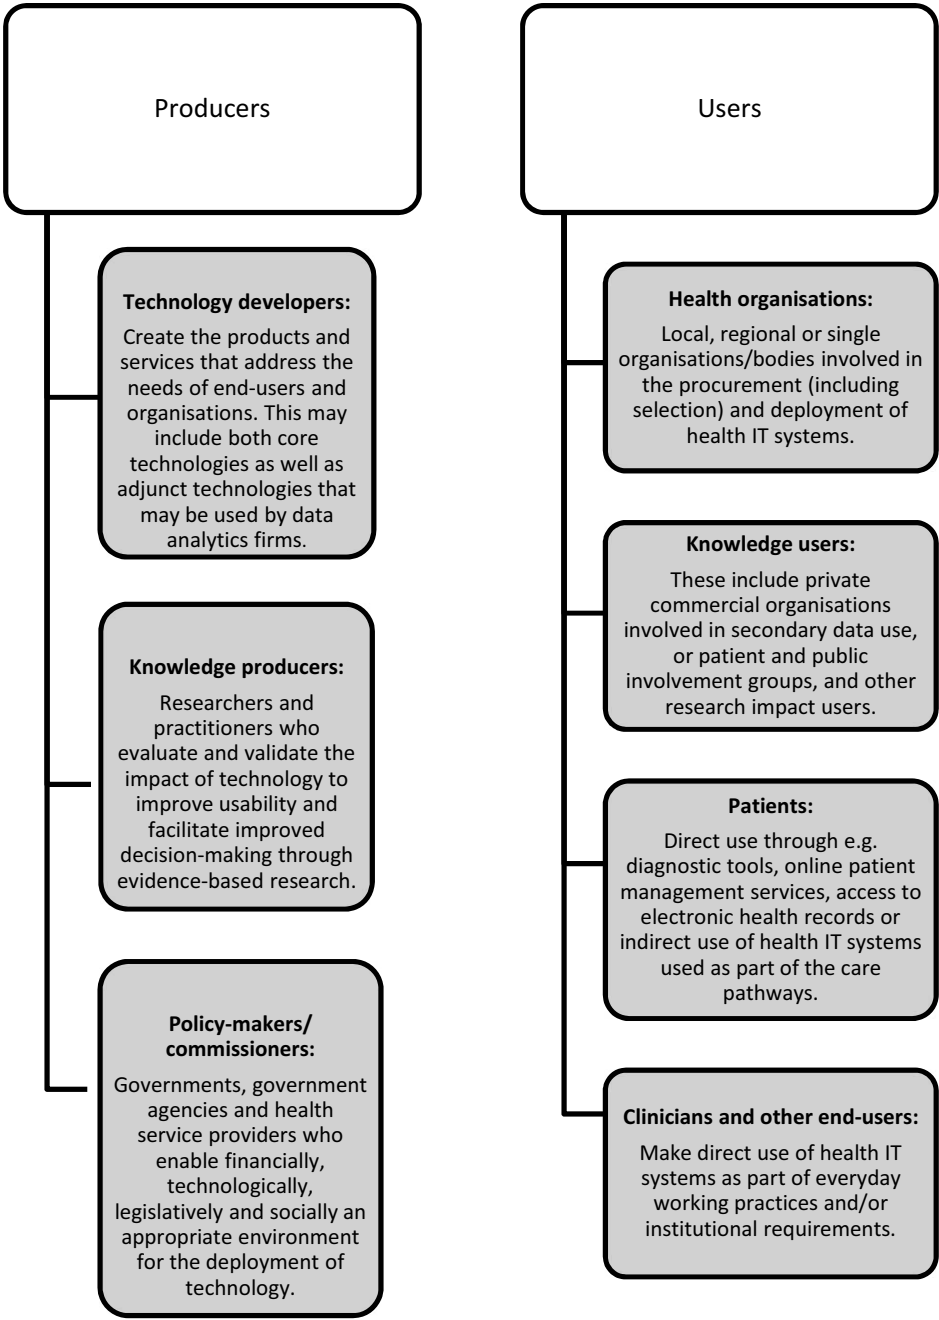 Producers
Technology developers:
Create the products and
services that address the
needs of end-users and
organisations. This may
include both core
technologies as well as
adjunct technologies that
may be used by data
analytics firms.
Knowledge producers:
Researchers and
practitioners who
evaluate and validate the
impact of technology to
improve usability and
facilitate improved
decision-making through
evidence-based research.
Policy-makers/
commissioners:
Governments, government
agencies and health
service providers who
enable financially,
technologically,
legislatively and socially an
appropriate environment
for the deployment of
technology.
Users
Health organisations:
Local, regional or single
organisations/bodies involved in
the procurement (including
selection) and deployment of
health IT systems.
Knowledge users:
These include private
commercial organisations
involved in secondary data use,
or patient and public
involvement groups, and other
research impact users.
Patients:
Direct use through e.g.
diagnostic tools, online patient
management services, access to
electronic health records or
indirect use of health IT systems
used as part of the care
pathways.
Clinicians and other end-users:
Make direct use of health IT
systems as part of everyday
working practices and/or
institutional requirements.